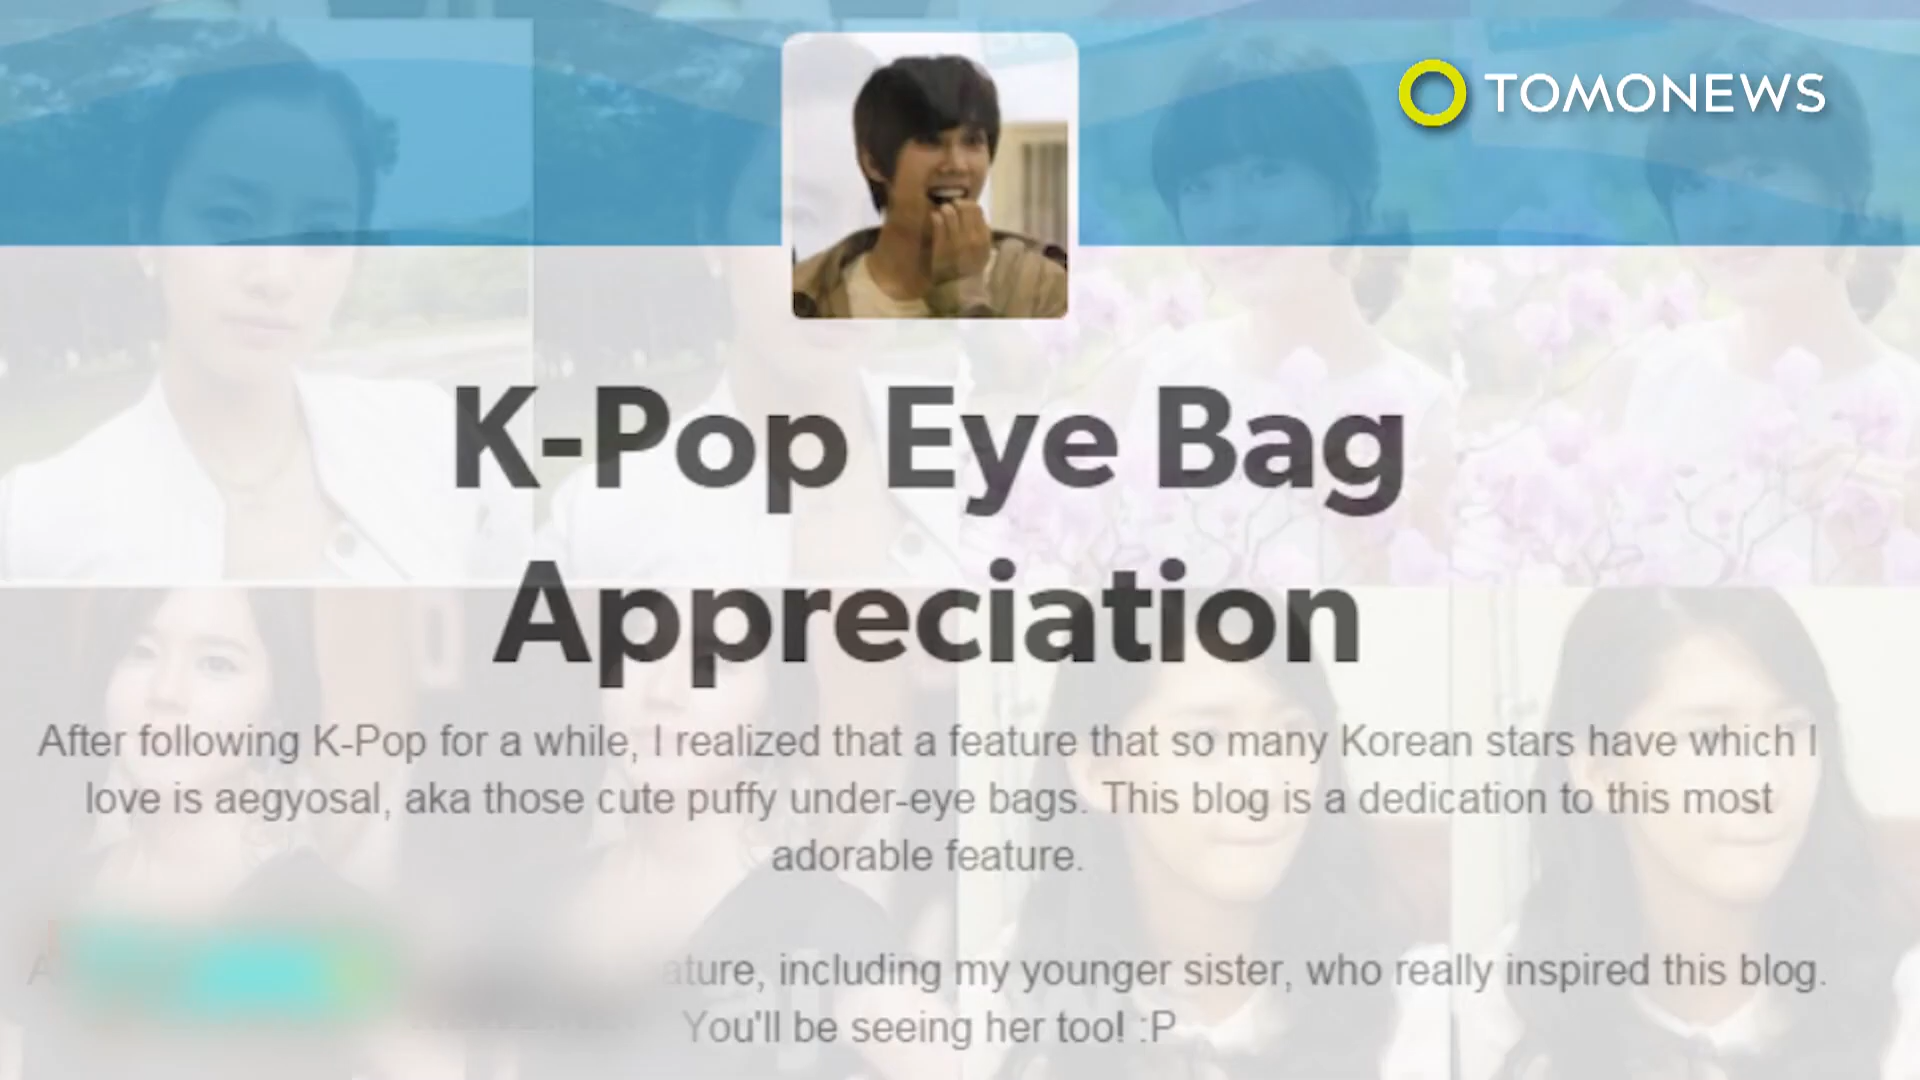 TOMONEWS
K-Pop Eye Bag
Appreciation
After following K-Pop for a while, I realized that a feature that so many Korean stars have which I
love is aegyosal, aka those cute puffy under-eye bags. This blog is a dedication to this most
adorable feature.
including my younger sister, who really inspired this blog.
You'll be seeing her too! :P